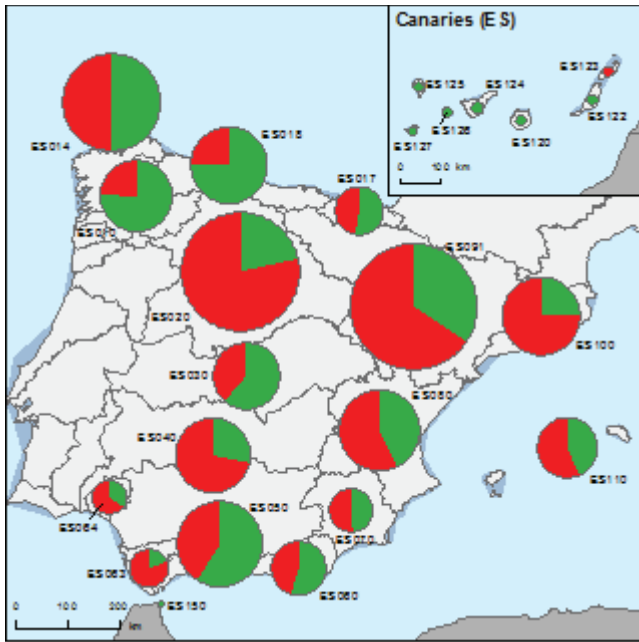 Canaries (ES)
ES123
ES125
ES124
ES122
ES126
ES120
ES127
0 100 km
ES018
ES014
ES017
ES091
ES020
ES100
ES030
ES080
ES040
ES110
ES064
ES050
ES070
ES063
ES060
ES150
0 100 200
km